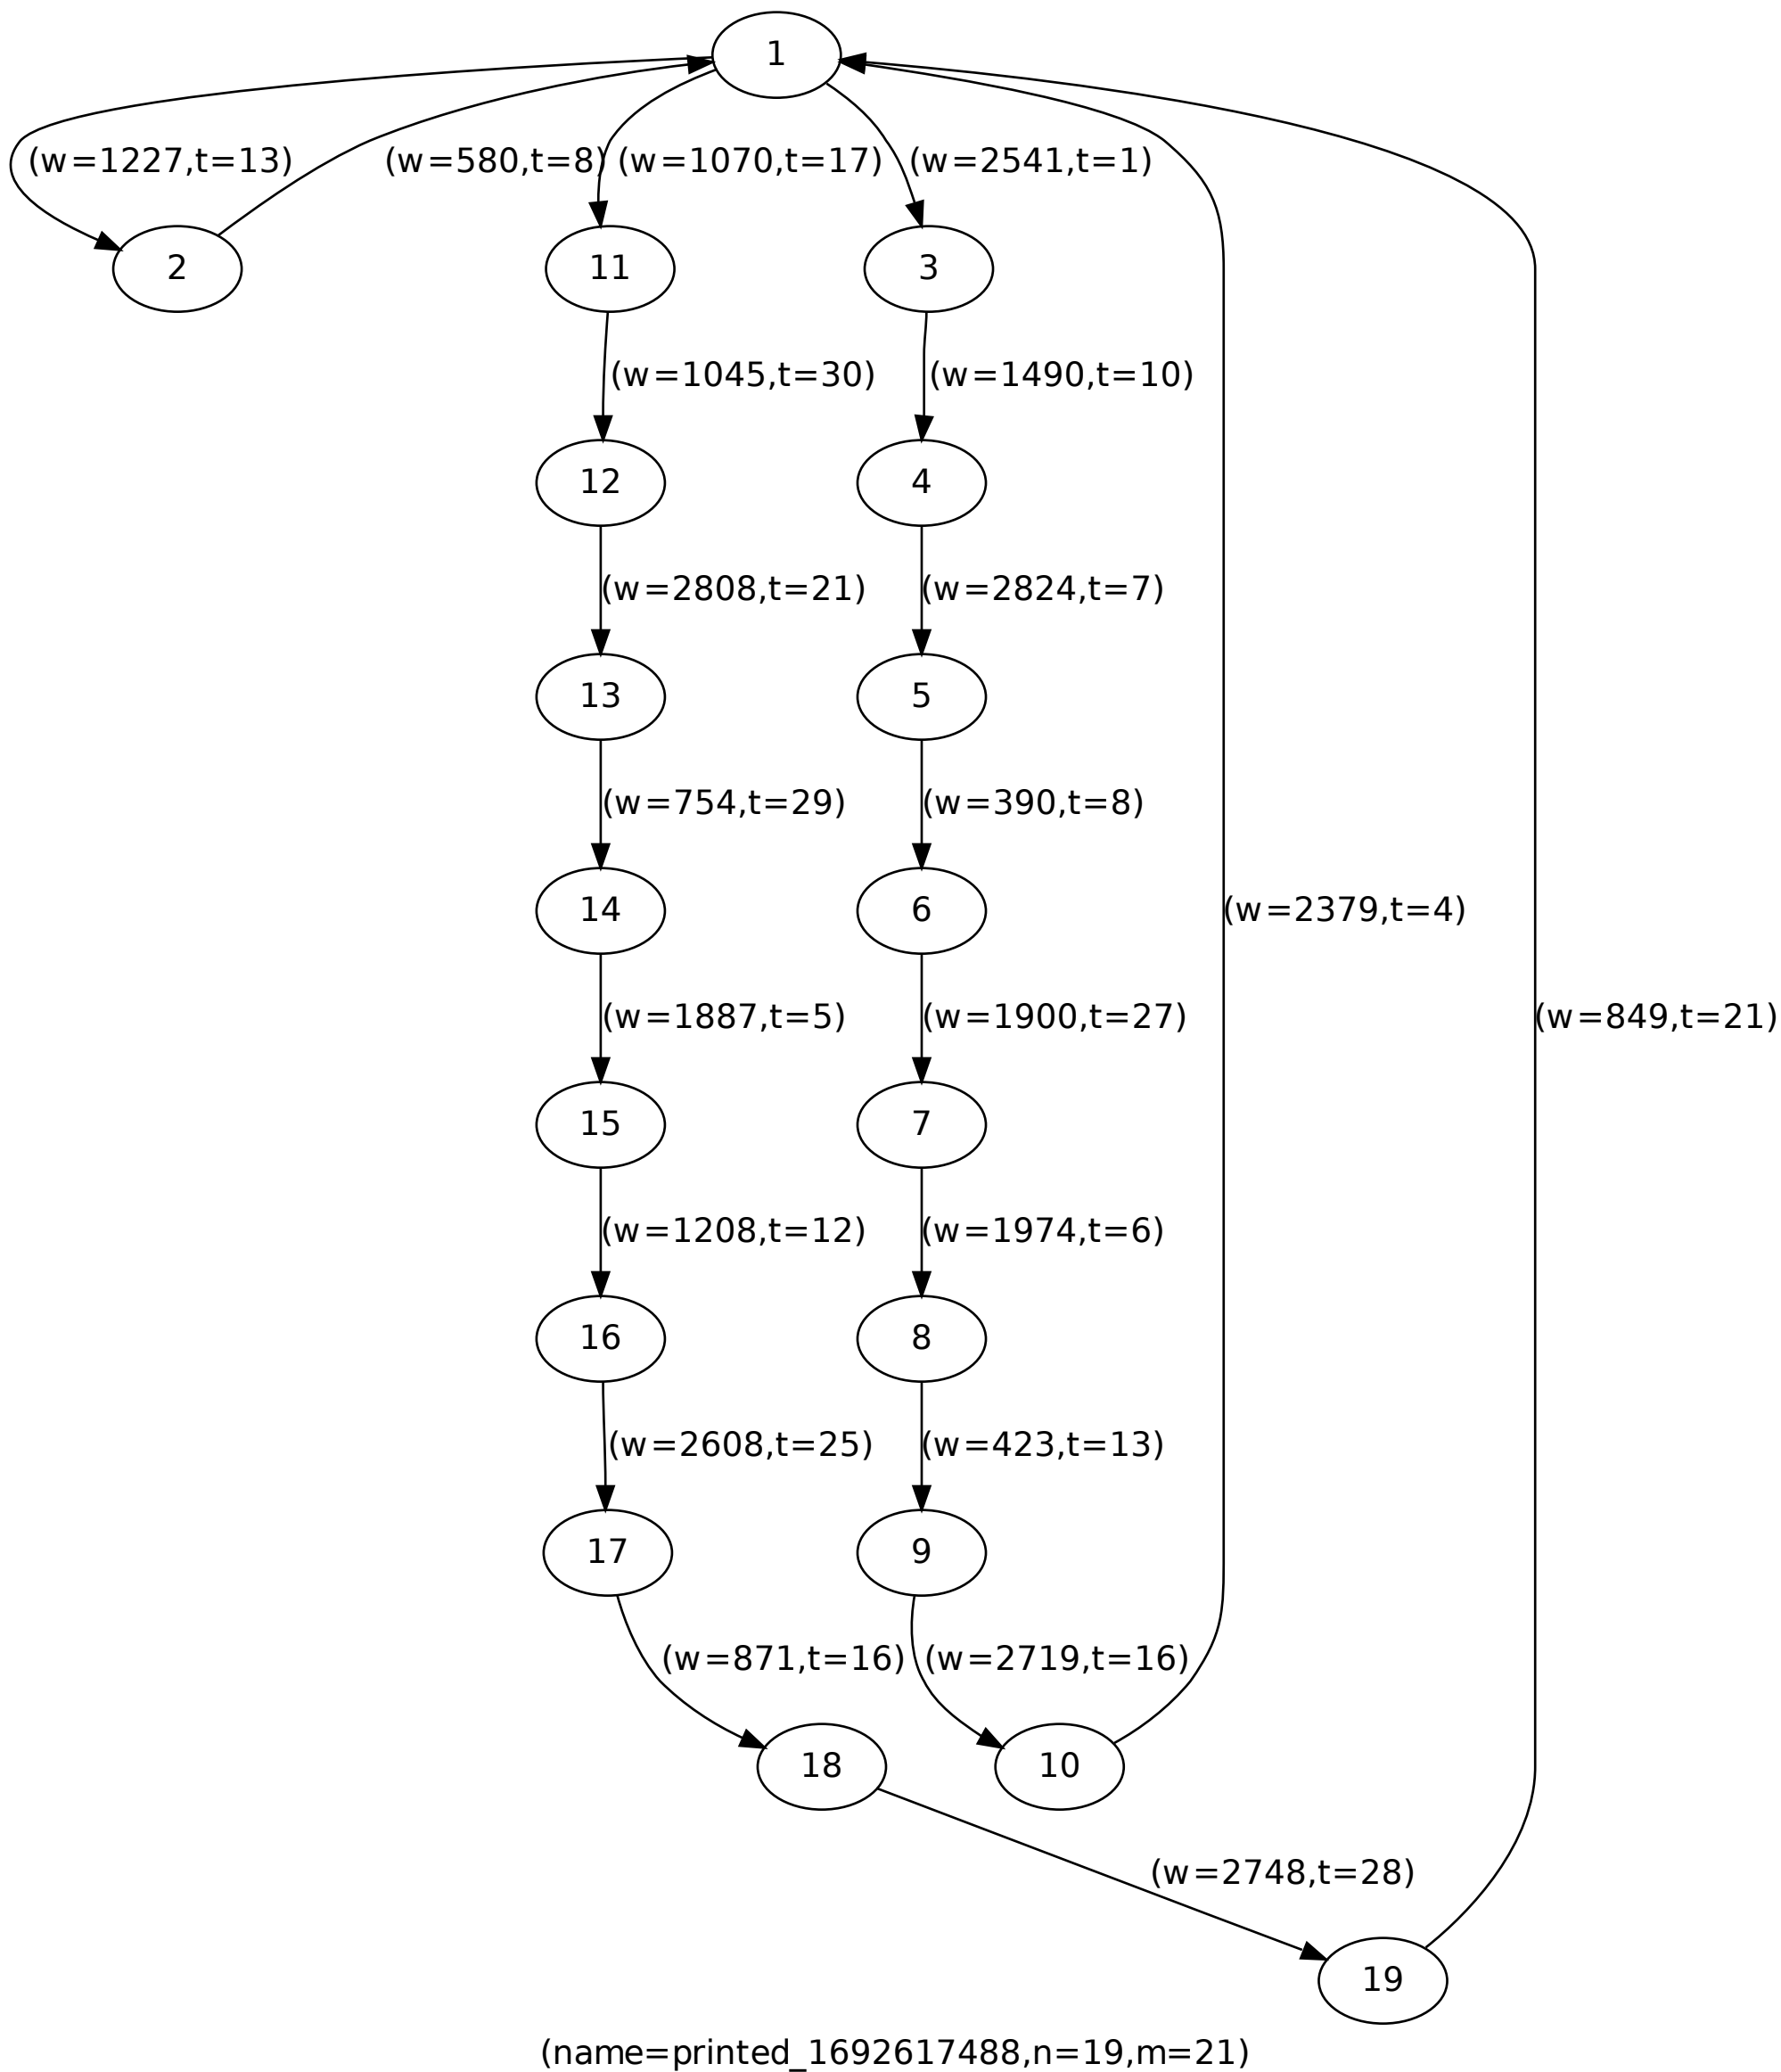 1
(w=1227,t=13) (w=580,t=8) (w=1070,t=17) (w=2541,t=1)
2 11 3
(w=1045,t=30) (w=1490,t=10)
12 4
(w=2808,t=21) (w=2824,t=7)
13 5
(w=754,t=29) (w=390,t=8)
14 6 (w=2379,t=4)
(w=1887,t=5) (w=1900,t=27) (w=849,t=21)
15 7
(w=1208,t=12) (w=1974,t=6)
16 8
(w=2608,t=25) (w=423,t=13)
17 9
(w=871,t=16) (w=2719,t=16)
18 10
(w=2748,t=28)
19
(name=printed_1692617488,n=19,m=21)